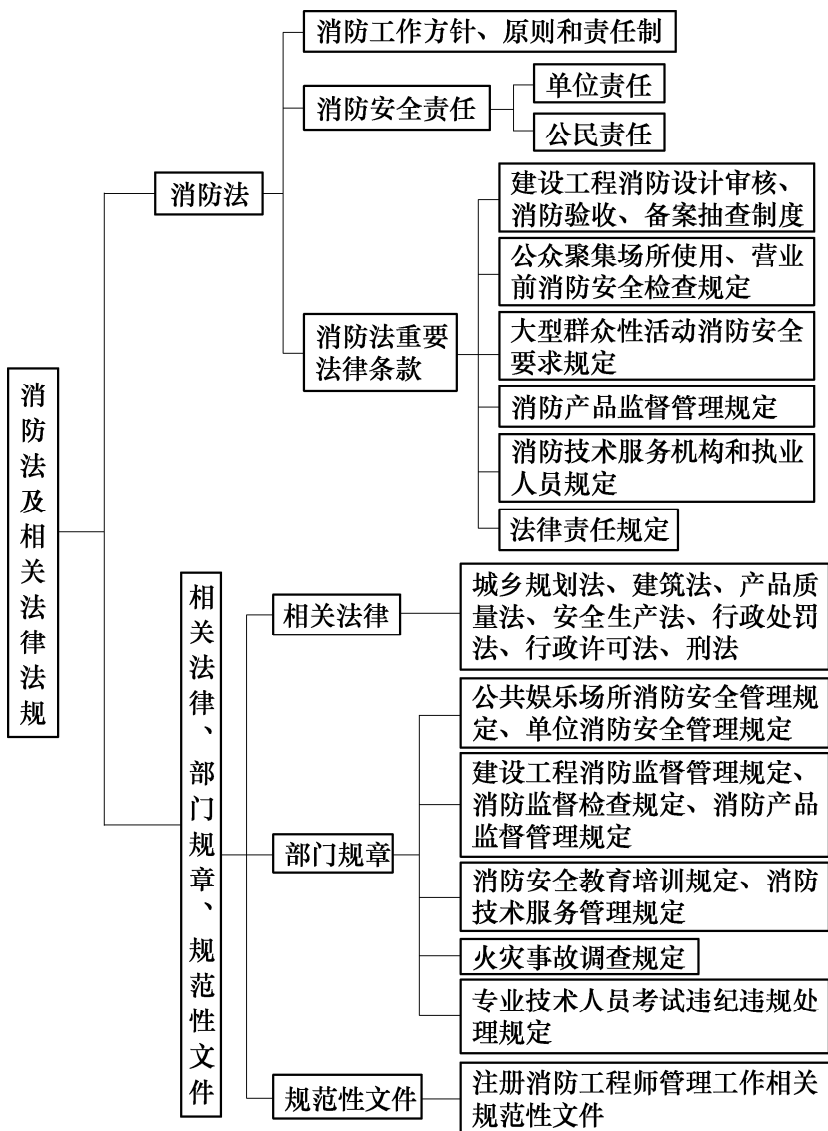 消防法及相关法律法规
消防法
消防工作方针、原则和责任制
消防安全责任
单位责任
公民责任
消防法重要
法律条款
建设工程消防设计审核、
消防验收、备案抽查制度
公众聚集场所使用、营业
前消防安全检查规定
大型群众性活动消防安全
要求规定
消防产品监督管理规定
消防技术服务机构和执业
人员规定
法律责任规定
相关法律、部门规章、规范性文件
相关法律
城乡规划法、建筑法、产品质
量法、安全生产法、行政处罚
法、行政许可法、刑法
部门规章
公共娱乐场所消防安全管理规
定、单位消防安全管理规定
建设工程消防监督管理规定、
消防监督检查规定、消防产品
监督管理规定
消防安全教育培训规定、消防
技术服务管理规定
火灾事故调查规定
专业技术人员考试违纪违规处
理规定
规范性文件
注册消防工程师管理工作相关
规范性文件